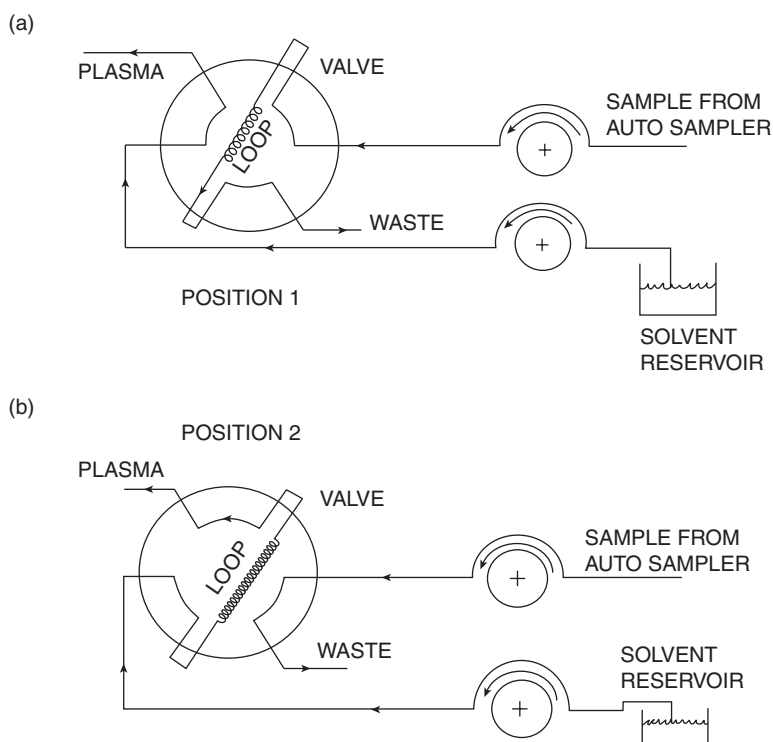 (a)
PLASMA
VALVE
LOOP
SAMPLE FROM
AUTO SAMPLER
WASTE
POSITION 1
SOLVENT
RESERVOIR
(b)
POSITION 2
PLASMA
VALVE
LOOP
SAMPLE FROM
AUTO SAMPLER
WASTE
SOLVENT
RESERVOIR